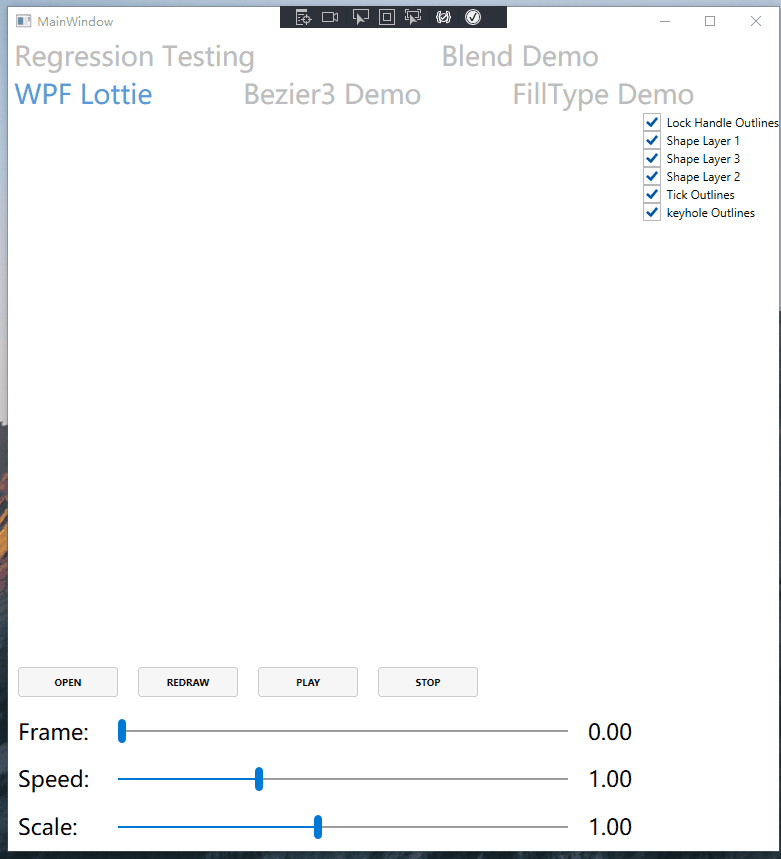 MainWindow
Regression Testing Blend Demo
WPF Lottie Bezier3 Demo FillType Demo
Lock Handle Outlines
Shape Layer 1
Shape Layer 3
Shape Layer 2
Tick Outlines
keyhole Outlines
OPEN REDRAW PLAY STOP
Frame: 0.00
Speed: 1.00
Scale: 1.00